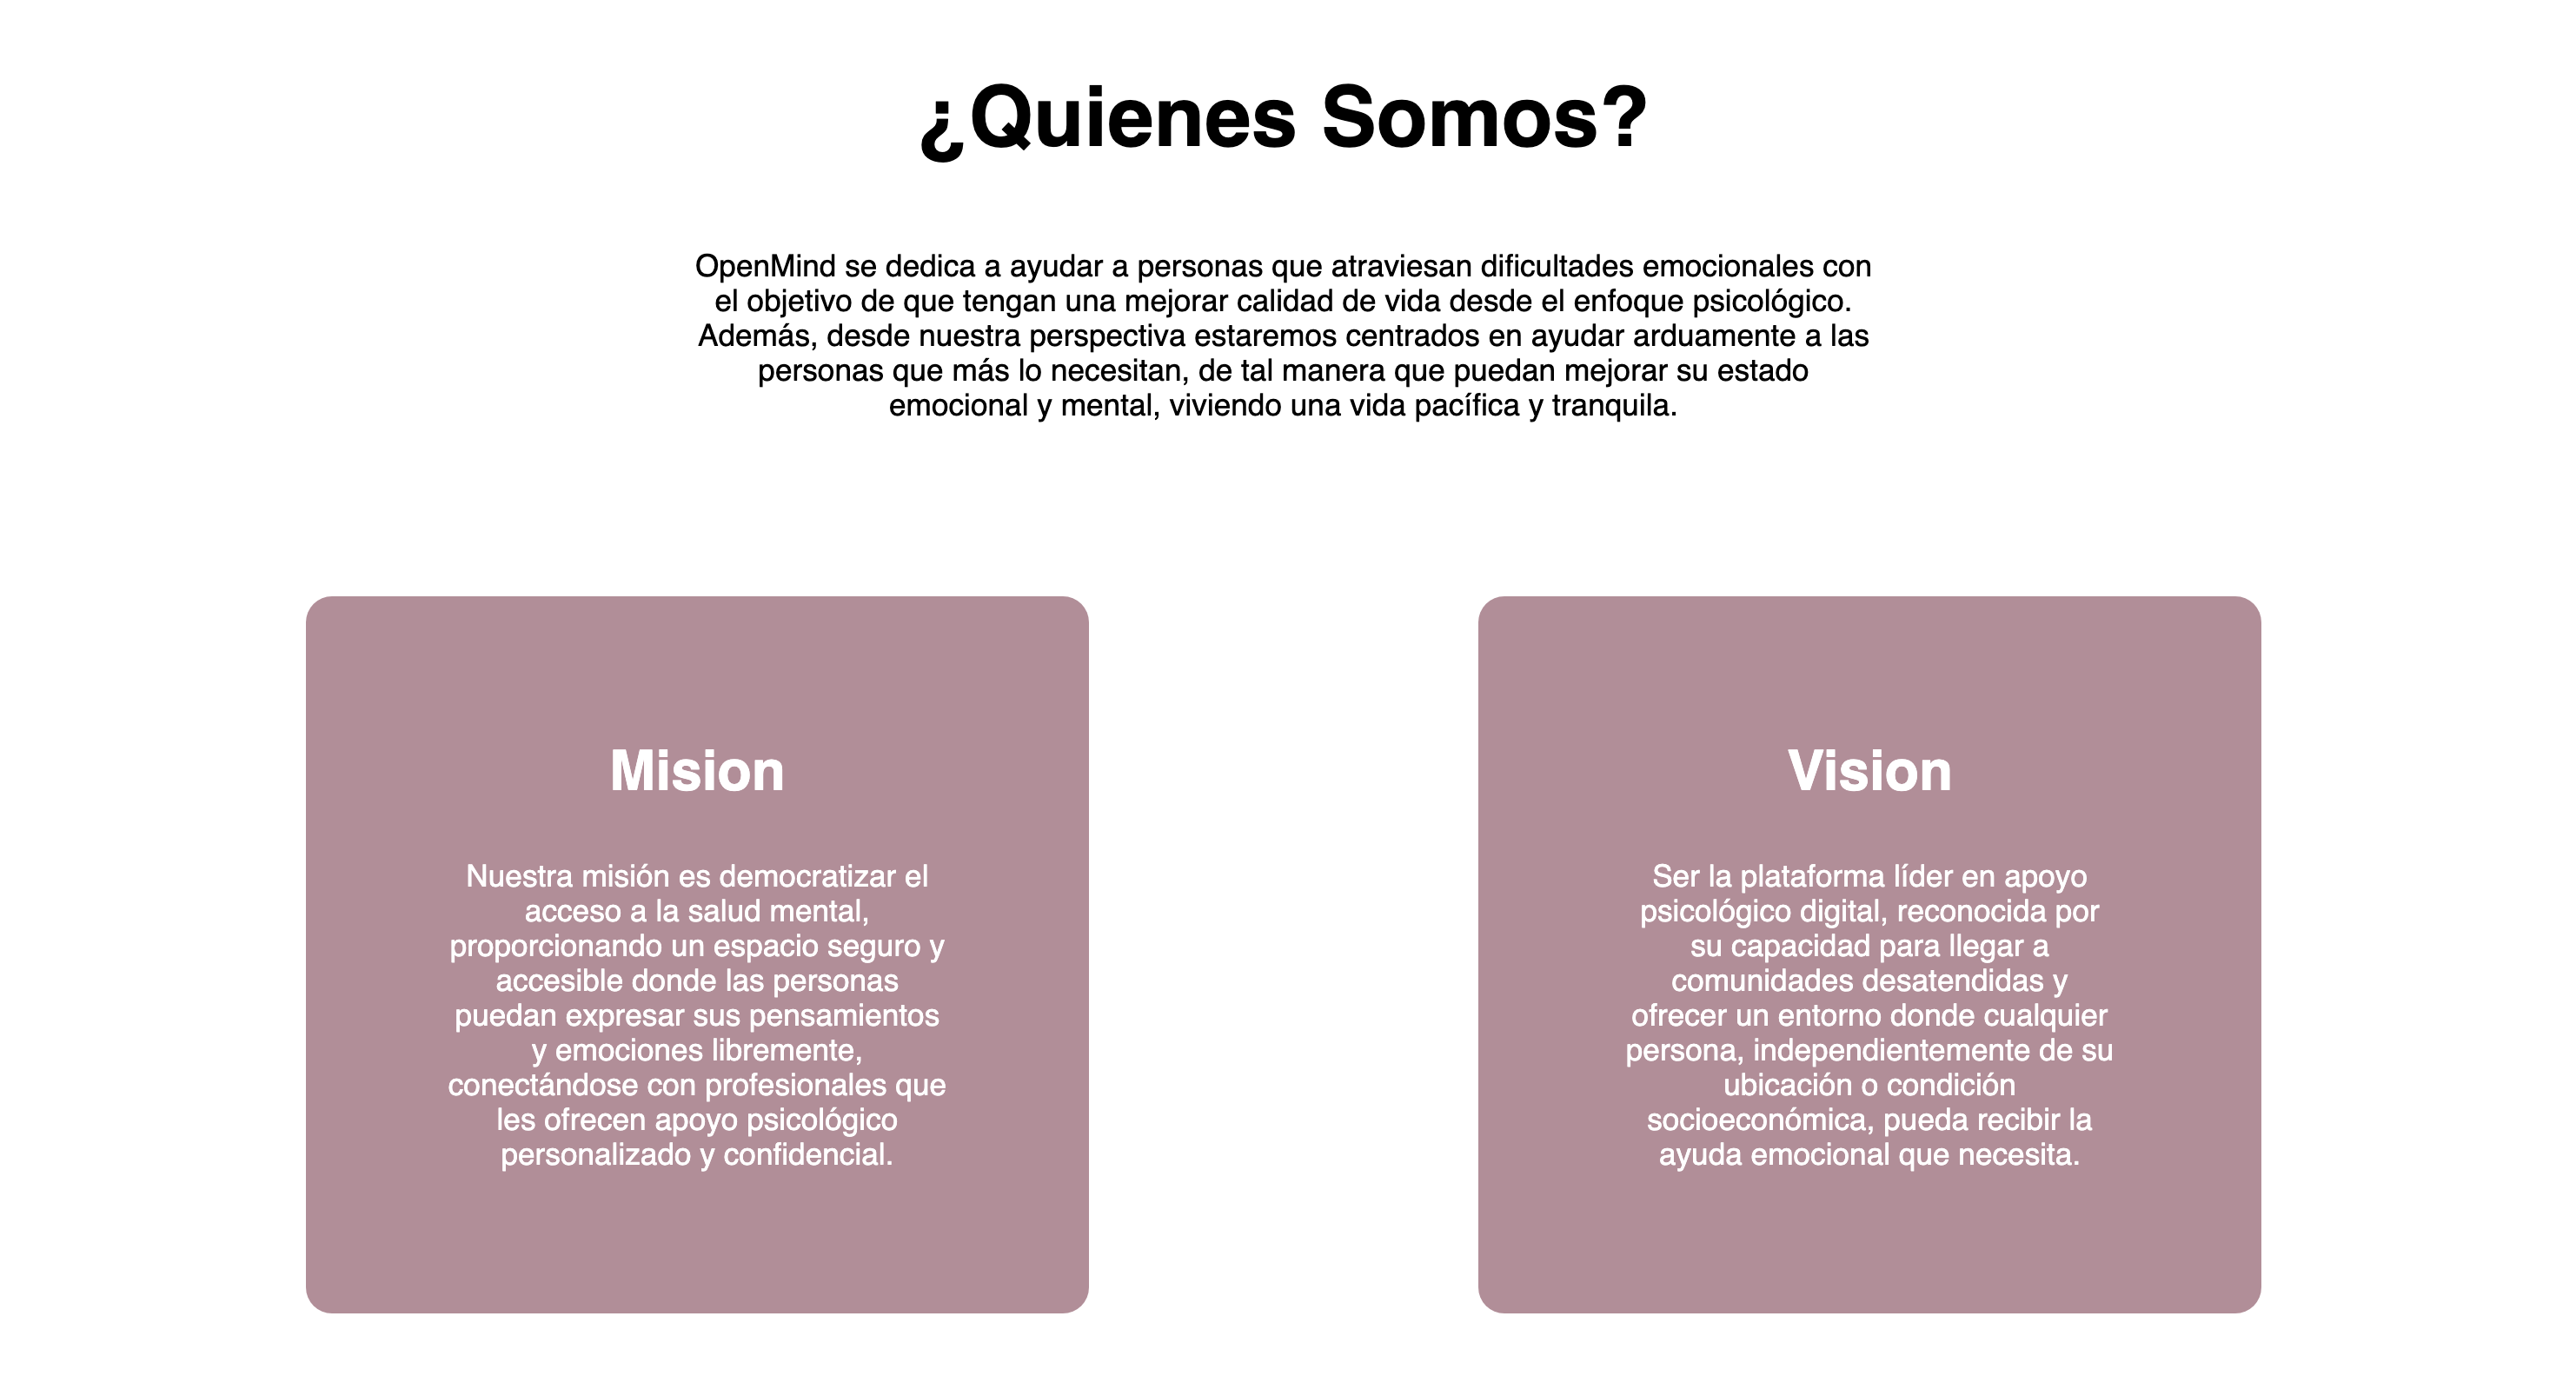 ¿Quienes Somos?
OpenMind se dedica a ayudar a personas que atraviesan dificultades emocionales con
el objetivo de que tengan una mejorar calidad de vida desde el enfoque psicológico.
Además, desde nuestra perspectiva estaremos centrados en ayudar arduamente a las
personas que más lo necesitan, de tal manera que puedan mejorar su estado
emocional y mental, viviendo una vida pacífica y tranquila.
Mision
Nuestra misión es democratizar el
acceso a la salud mental,
proporcionando un espacio seguro y
accesible donde las personas
puedan expresar sus pensamientos
y emociones libremente,
conectándose con profesionales que
les ofrecen apoyo psicológico
personalizado y confidencial.
Vision
Ser la plataforma líder en apoyo
psicológico digital, reconocida por
su capacidad para llegar a
comunidades desatendidas y
ofrecer un entorno donde cualquier
persona, independientemente de su
ubicación o condición
socioeconómica, pueda recibir la
ayuda emocional que necesita.